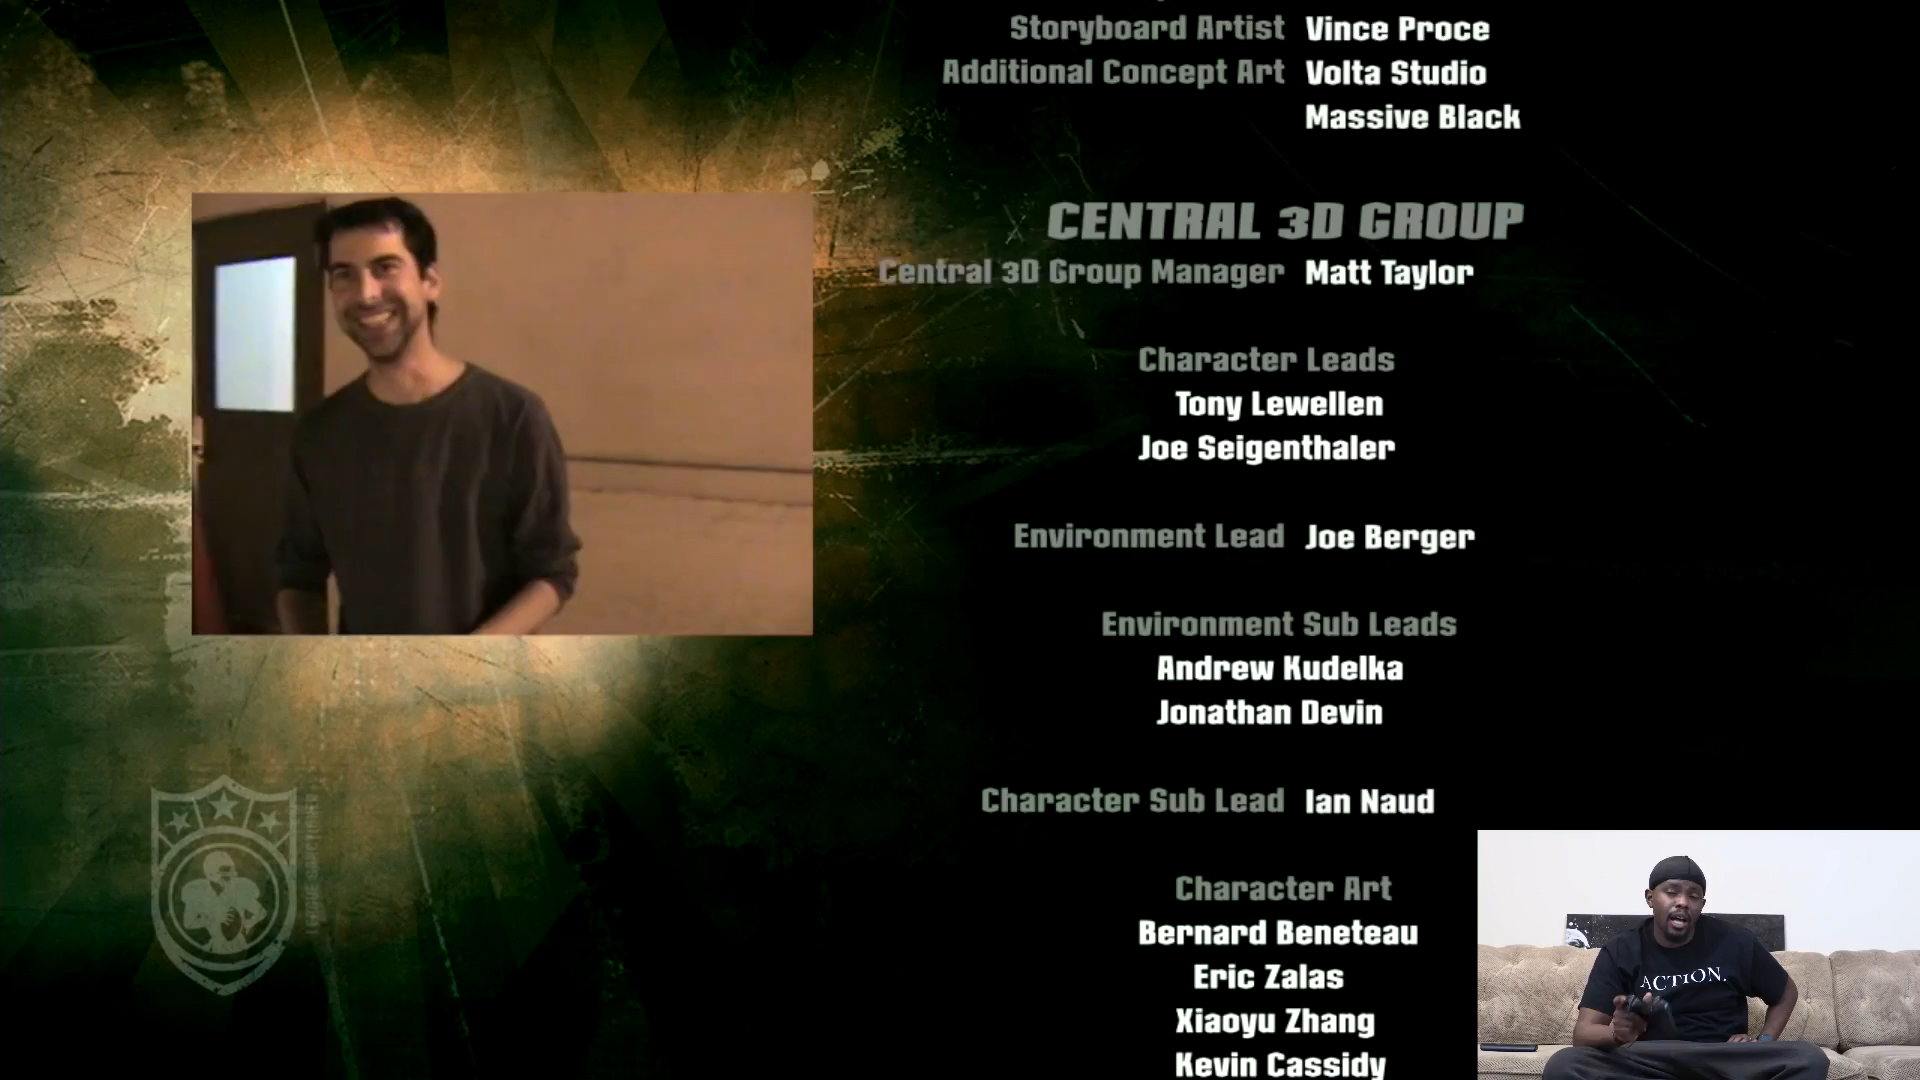 Storyboard Artist Vince Proce
Additional Concept Art Volta Studio
Massive Black
CENTRAL 3D GROUP
Central 3D Group Manager Matt Taylor
Character Leads
Tony Lewellen
Joe Seigenthaler
Environment Lead Joe Berger
Environment Sub Leads
Andrew Kudelka
Jonathan Devin
Character Sub Lead Ian Naud
Character Art
Bernard Beneteau
Eric Zalas
Xiaoyu Zhang
Kevin Cassidy
ACTION.